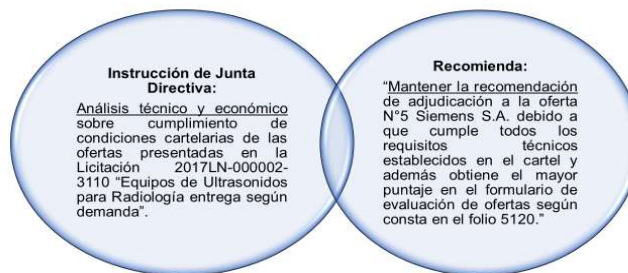 Instrucción de Junta
Directiva:
Análisis técnico y económico
sobre cumplimiento de
condiciones cartelarias de las
ofertas presentadas en la
Licitación 2017LN-000002-
3110 “Equipos de Ultrasonidos
para Radiología entrega según
demanda”.
Recomienda:
“Mantener la recomendación
de adjudicación a la oferta
N°5 Siemens S.A. debido a
que cumple todos los
requisitos técnicos
establecidos en el cartel y
además obtiene el mayor
puntaje en el formulario de
evaluación de ofertas según
consta en el folio 5120.”